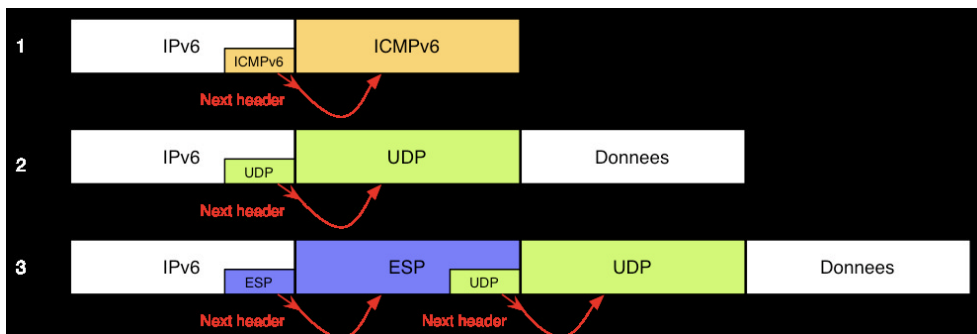 1 IPv6 ICMPv6 ICMPv6
Next header
2 IPv6 UDP UDP Donnees
Next header
3 IPv6 ESP ESP UDP UDP Donnees
Next header Next header